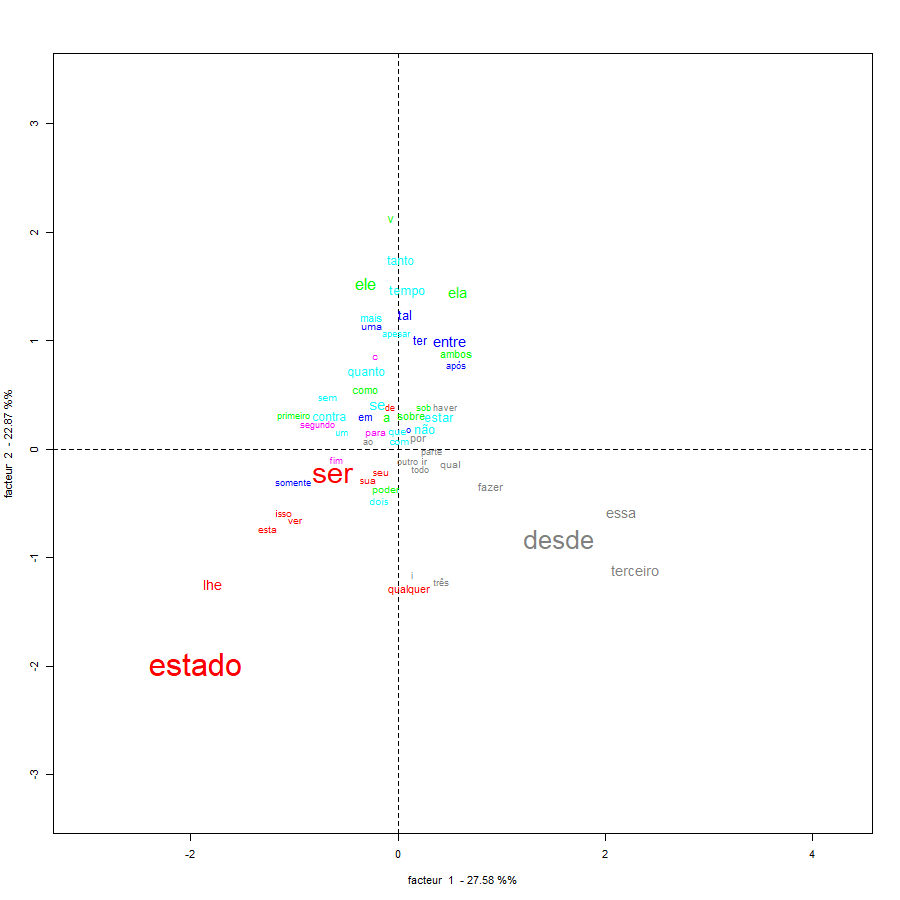 3
v
2
tanto
ele
tempo
ela
mais
tal
uma
apesar
1
ter
entre
ambos
c
após
quanto
como
sem
se
de
sob
haver
primeiro
contra
em
a
sobre
estar
segundo
um
para
que
o
não
ao
com
por
0
parte
fim
outro
ir
qual
ser
seu
todo
somente
sua
poder
fazer
dois
isso
ver
essa
esta
desde
-1
terceiro
i
três
lhe
qualquer
estado
-2
-3
-2
0
2
4
facteur 1 - 27.58 %%
facteur 2 - 22.87 %%